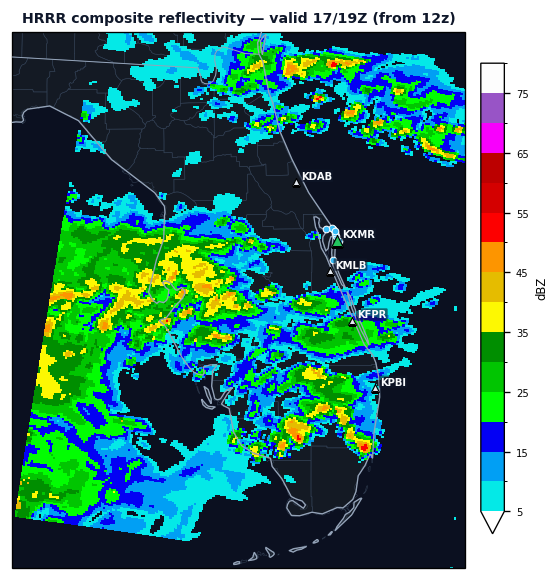 HRRR composite reflectivity — valid 17/19Z (from 12z)
KDAB
KXMR
KMLB
KFPR
KPBI
75
65
55
45
35
25
15
5
dBZ